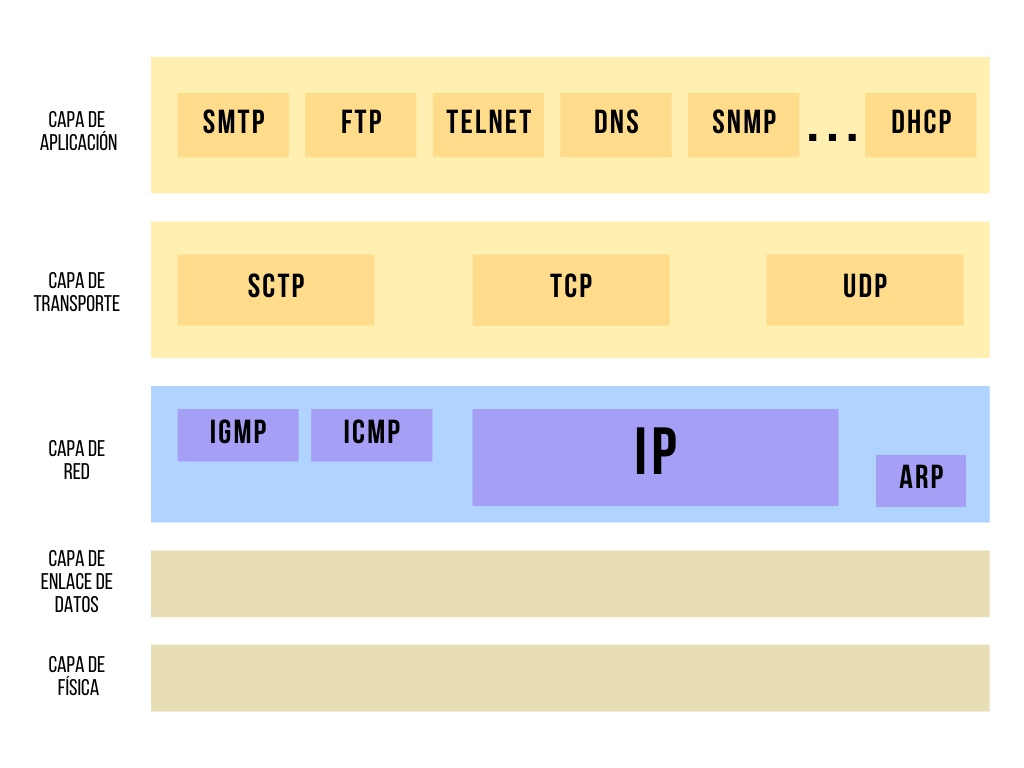 CAPA DE
APLICACIÓN
SMTP
FTP
TELNET
DNS
SNMP
...
DHCP
CAPA DE
TRANSPORTE
SCTP
TCP
UDP
CAPA DE
RED
IGMP
ICMP
IP
ARP
CAPA DE
ENLACE DE
DATOS
CAPA DE
FÍSICA